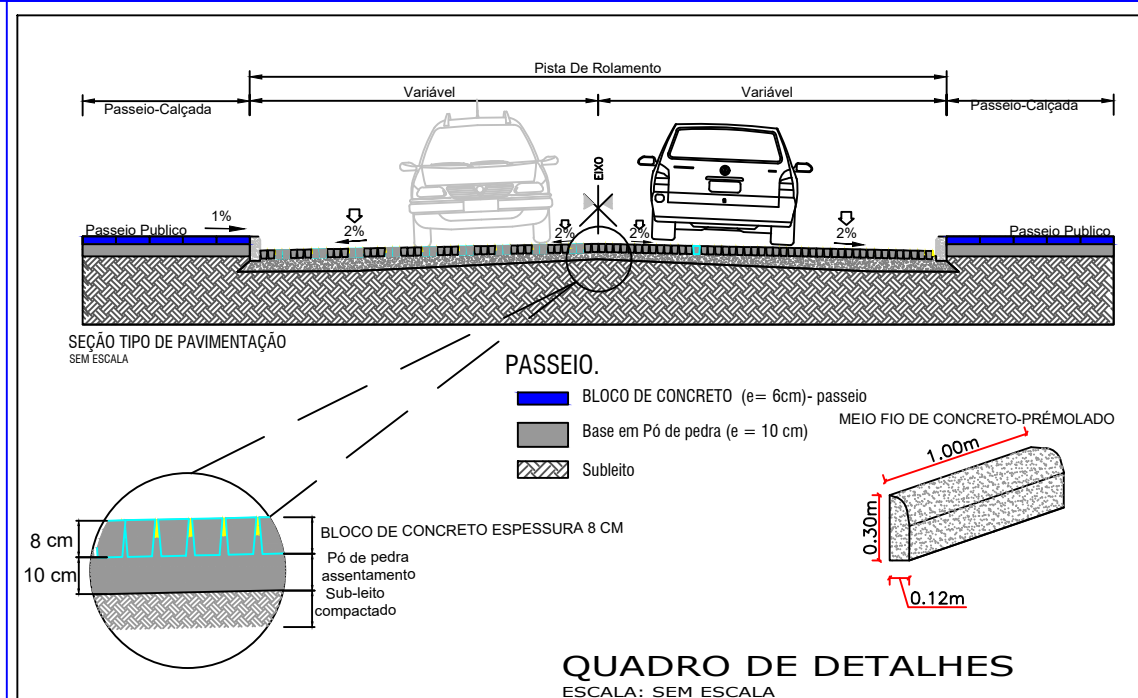 Pista De Rolamento
Variável
Variável
Passeio-Calçada
Passeio-Calçada
EIXO
Passeio Publico
1%
2%
2%
2%
2%
Passeio Publico
SEÇÃO TIPO DE PAVIMENTAÇÃO
SEM ESCALA
PASSEIO.
BLOCO DE CONCRETO (e= 6cm)- passeio
Base em Pó de pedra (e = 10 cm)
Subleito
MEIO FIO DE CONCRETO-PRÉMOLADO
1.00m
0.30m
0.12m
8 cm
10 cm
BLOCO DE CONCRETO ESPESSURA 8 CM
Pó de pedra
assentamento
Sub-leito
compactado
QUADRO DE DETALHES
ESCALA: SEM ESCALA